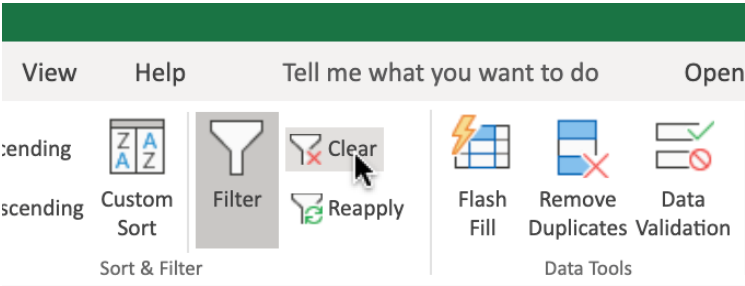 View Help Tell me what you want to do Open
cending
scending
Custom
Sort
Filter
Clear
Reapply
Sort & Filter
Flash
Fill
Remove
Duplicates
Data
Validation
Data Tools